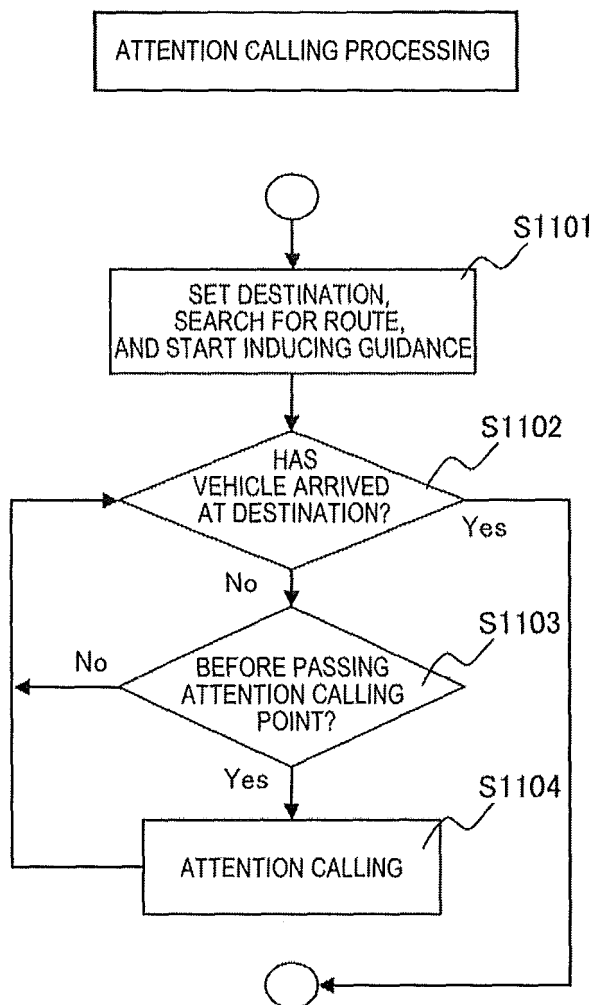 ATTENTION CALLING PROCESSING
S1101
SET DESTINATION,
SEARCH FOR ROUTE,
AND START INDUCING GUIDANCE
S1102
HAS
VEHICLE ARRIVED
AT DESTINATION?
Yes
No
S1103
No
BEFORE PASSING
ATTENTION CALLING
POINT?
Yes
S1104
ATTENTION CALLING